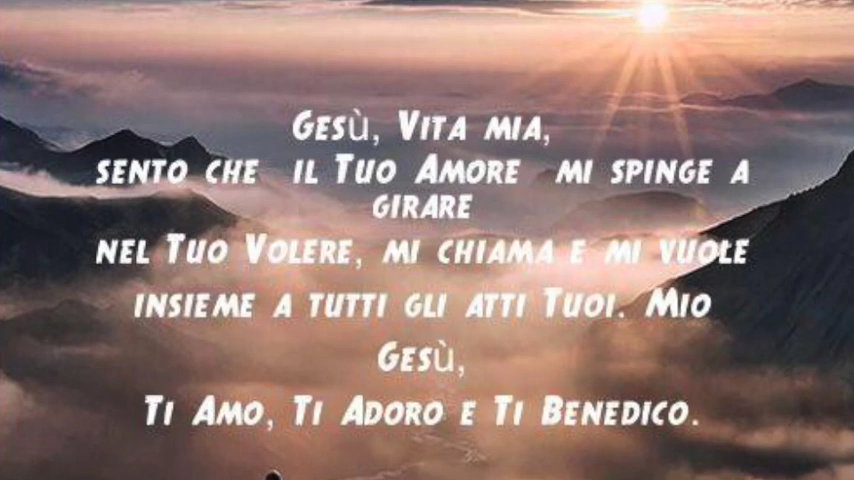 Gesù, Vita mia,
sento che il Tuo Amore mi spinge a
girare
nel Tuo Volere, mi chiama e mi vuole
insieme a tutti gli atti Tuoi. Mio
Gesù,
Ti Amo, Ti Adoro e Ti Benedico.